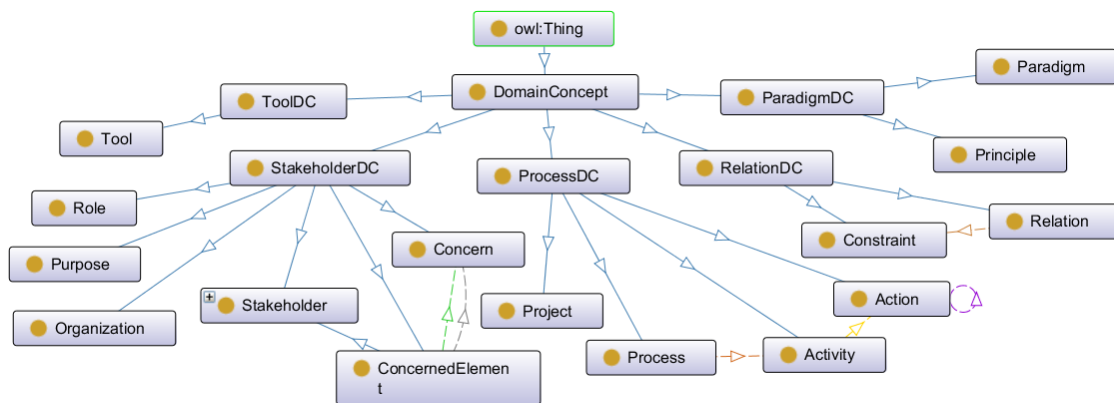 owl:Thing
Paradigm
DomainConcept
ToolDC
ParadigmDC
Tool
Principle
StakeholderDC
ProcessDC
RelationDC
Role
Relation
Concern
Constraint
Purpose
Action
Stakeholder
Project
Organization
Process
Activity
ConcernedElemen
t